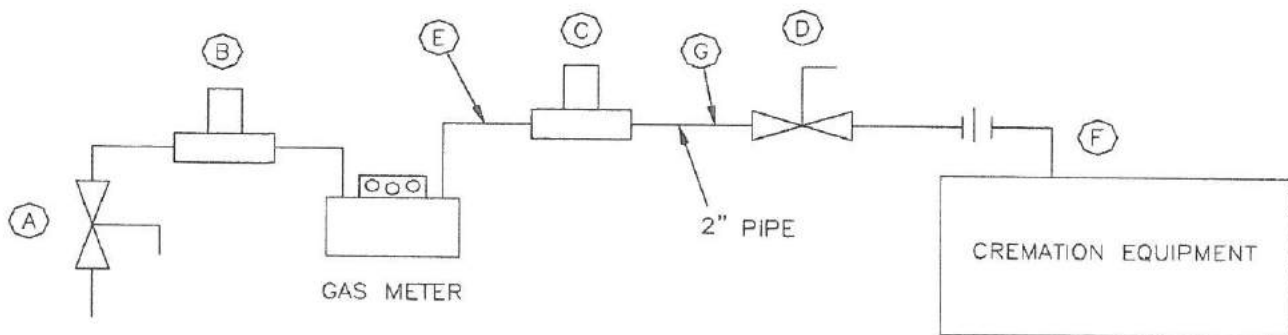 E
C
G
D
B
A
F
2" PIPE
GAS METER
CREMATION EQUIPMENT